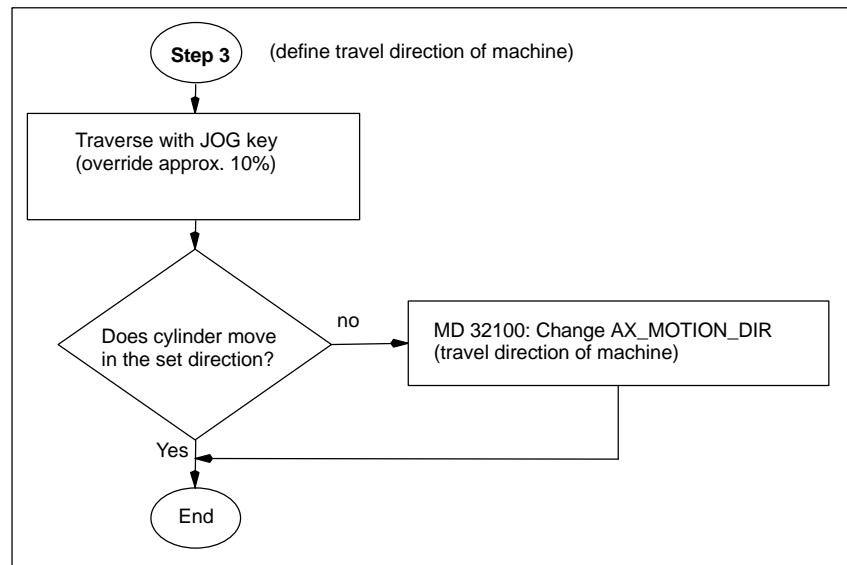 Step 3
(define travel direction of machine)
Traverse with JOG key
(override approx. 10%)
Does cylinder move
in the set direction?
no
MD 32100: Change AX_MOTION_DIR
(travel direction of machine)
Yes
End